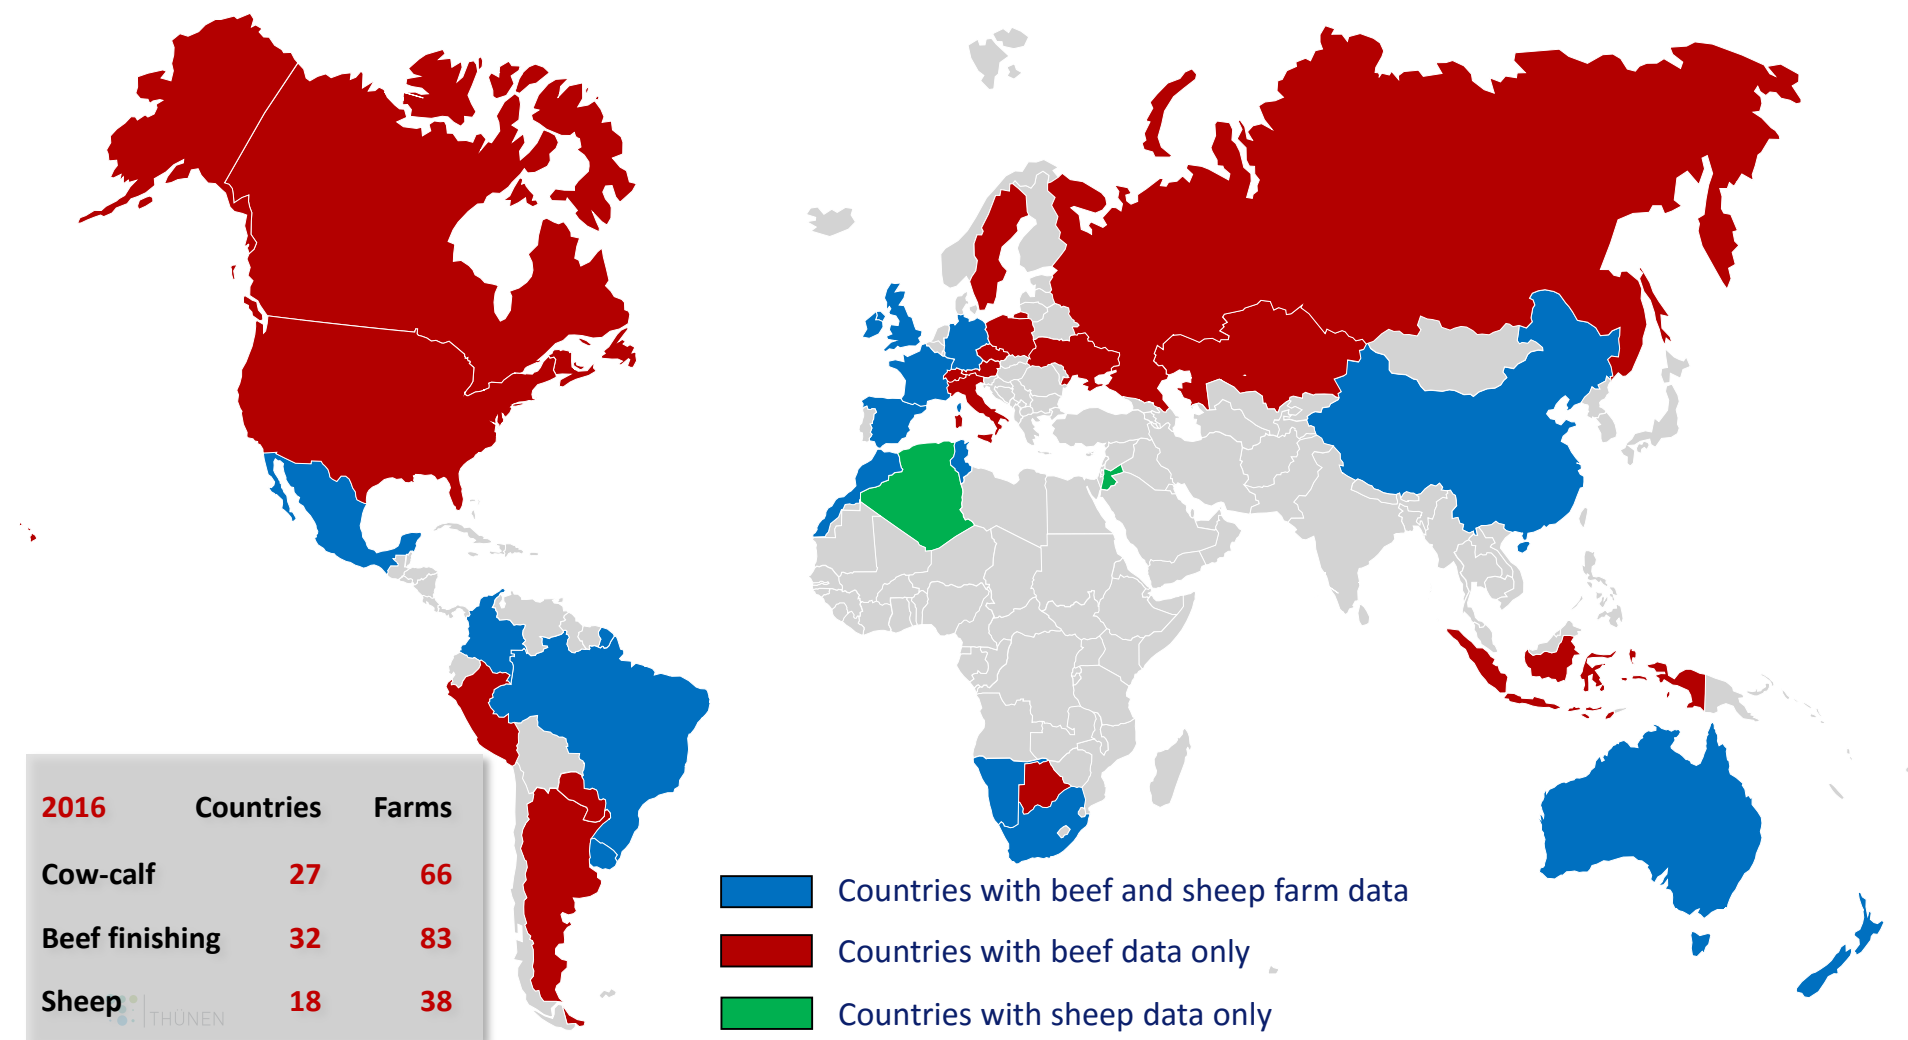 2016 Countries Farms
Cow-calf 27 66
Beef finishing 32 83
Sheep 18 38
THÜNEN
Countries with beef and sheep farm data
Countries with beef data only
Countries with sheep data only